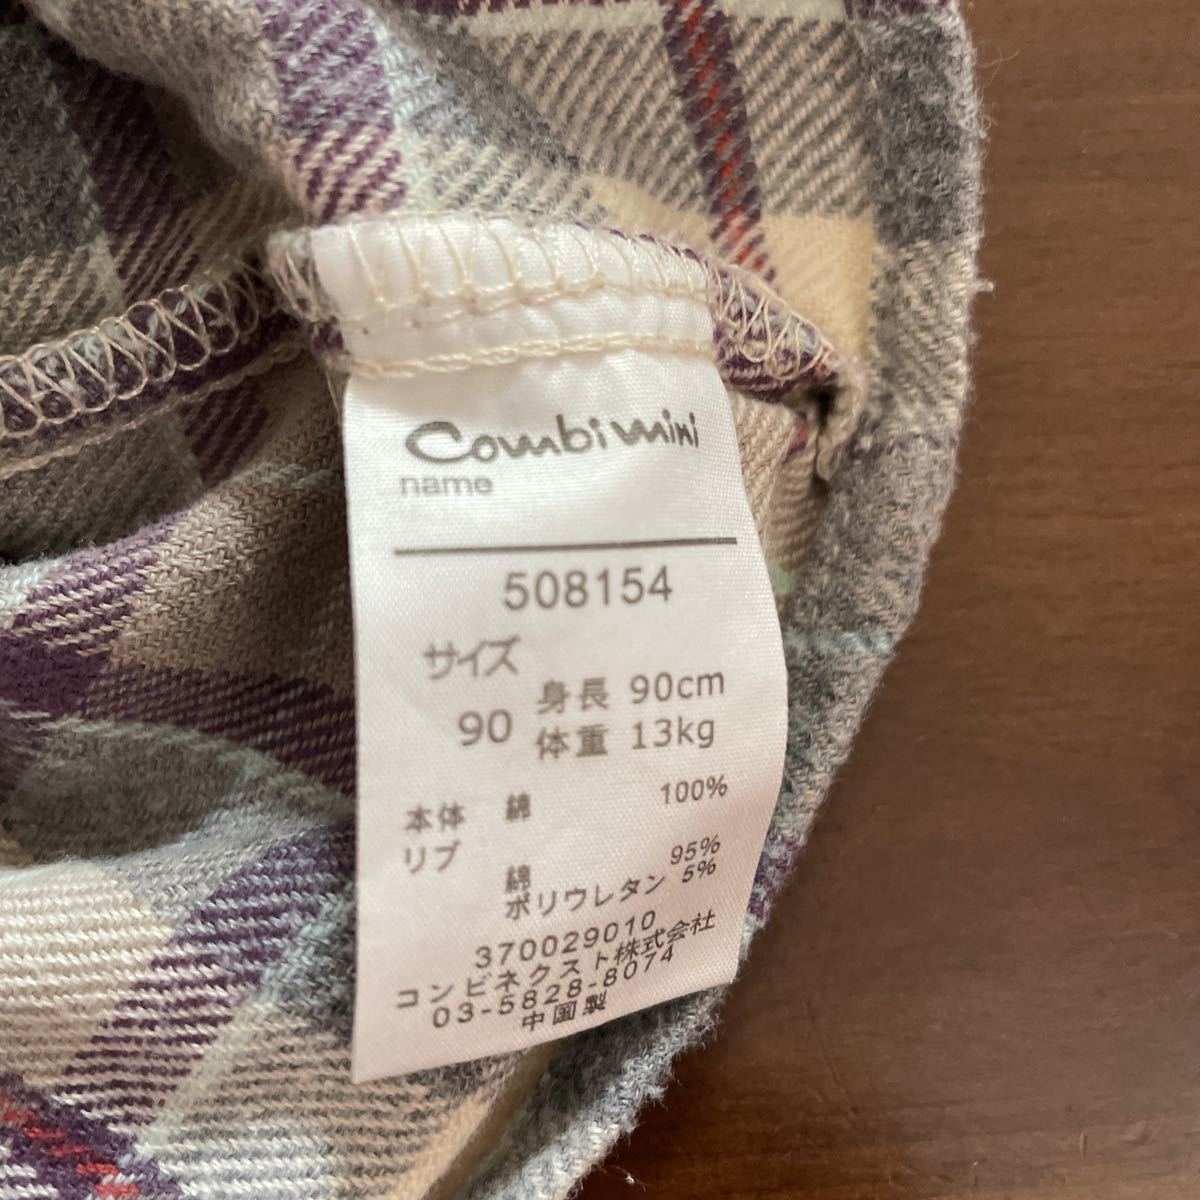 Combi mini
name
508154
サイズ
90 身長 90cm
体重 13kg
本体 綿 100%
リブ 綿 95%
ポリウレタン 5%
370029010
コンビネクスト株式会社
03-5828-8074
中国製